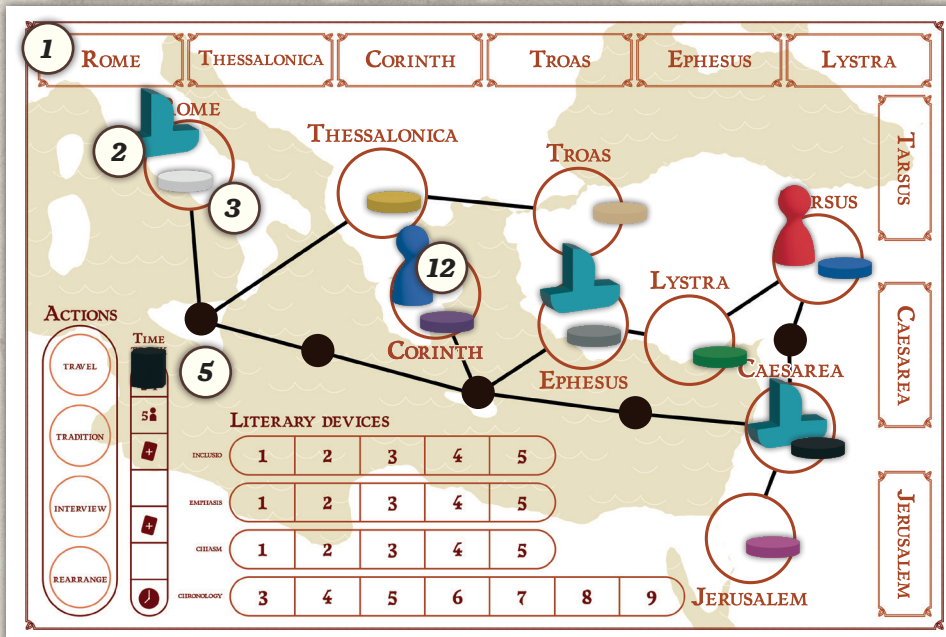 1
ROME
THESSALONICA
CORINTH
TROAS
EPHESUS
LYSTRA
TARSUS
CAESAREA
JERUSALEM
ROME
2
3
THESSALONICA
TROAS
RSUS
12
CORINTH
LYSTRA
EPHESUS
CAESAREA
JERUSALEM
5
ACTIONS
TRAVEL
TRADITION
INTERVIEW
REARRANGE
TIME
5
LITERARY DEVICES
INCLUSIO 1 2 3 4 5
EMPHASIS 1 2 3 4 5
CHIASM 1 2 3 4 5
CHRONOLOGY 3 4 5 6 7 8 9